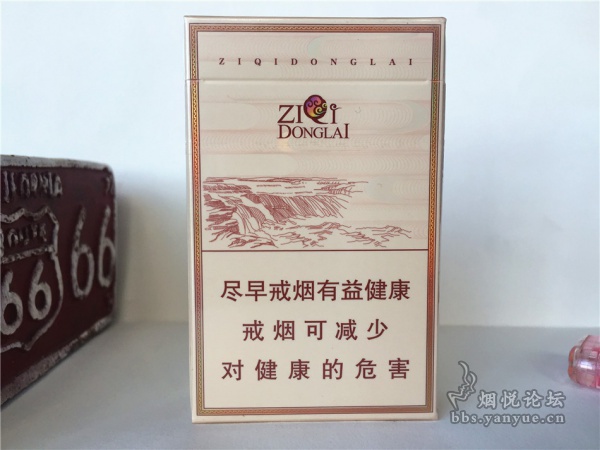 ZIQIDONGLAI
ZIQI
DONGLAI
尽早戒烟有益健康
戒烟可减少
对健康的危害
66
66
烟悦论坛
bbs.yanyue.cn